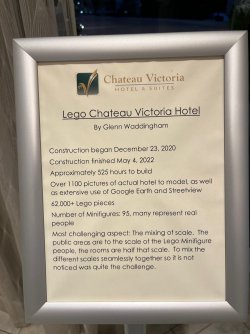 Chateau Victoria
HOTEL & SUITES
Lego Chateau Victoria Hotel
By Glenn Waddingham
Construction began December 23, 2020
Construction finished May 4, 2022
Approximately 525 hours to build
Over 1100 pictures of actual hotel to model, as well
as extensive use of Google Earth and Streetview
62,000+ Lego pieces
Number of Minifigures: 95, many represent real
people
Most challenging aspect: The mixing of scale.  The
public areas are to the scale of the Lego Minifigure
people, the rooms are half that scale.  To mix the
different scales seamlessly together so it is not
noticed was quite the challenge.